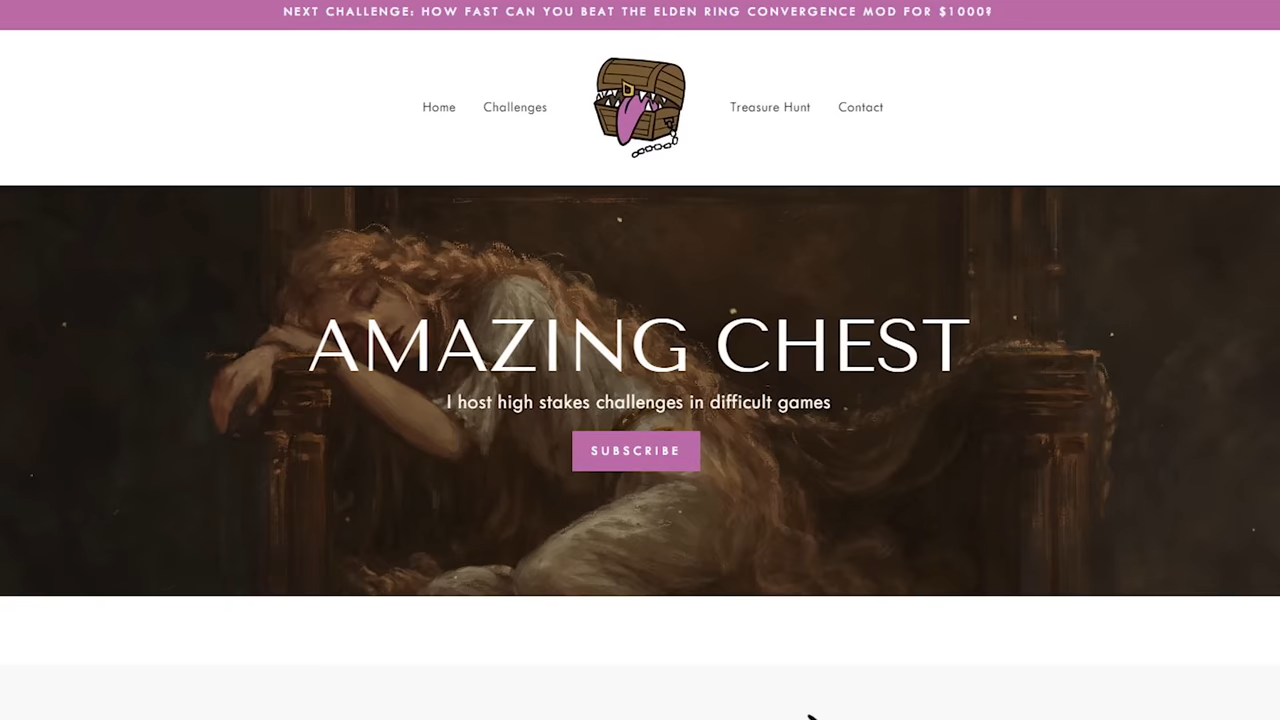 NEXT CHALLENGE: HOW FAST CAN YOU BEAT THE ELDEN RING CONVERGENCE MOD FOR $1000?
Home
Challenges
Treasure Hunt
Contact
AMAZING CHEST
I host high stakes challenges in difficult games
SUBSCRIBE